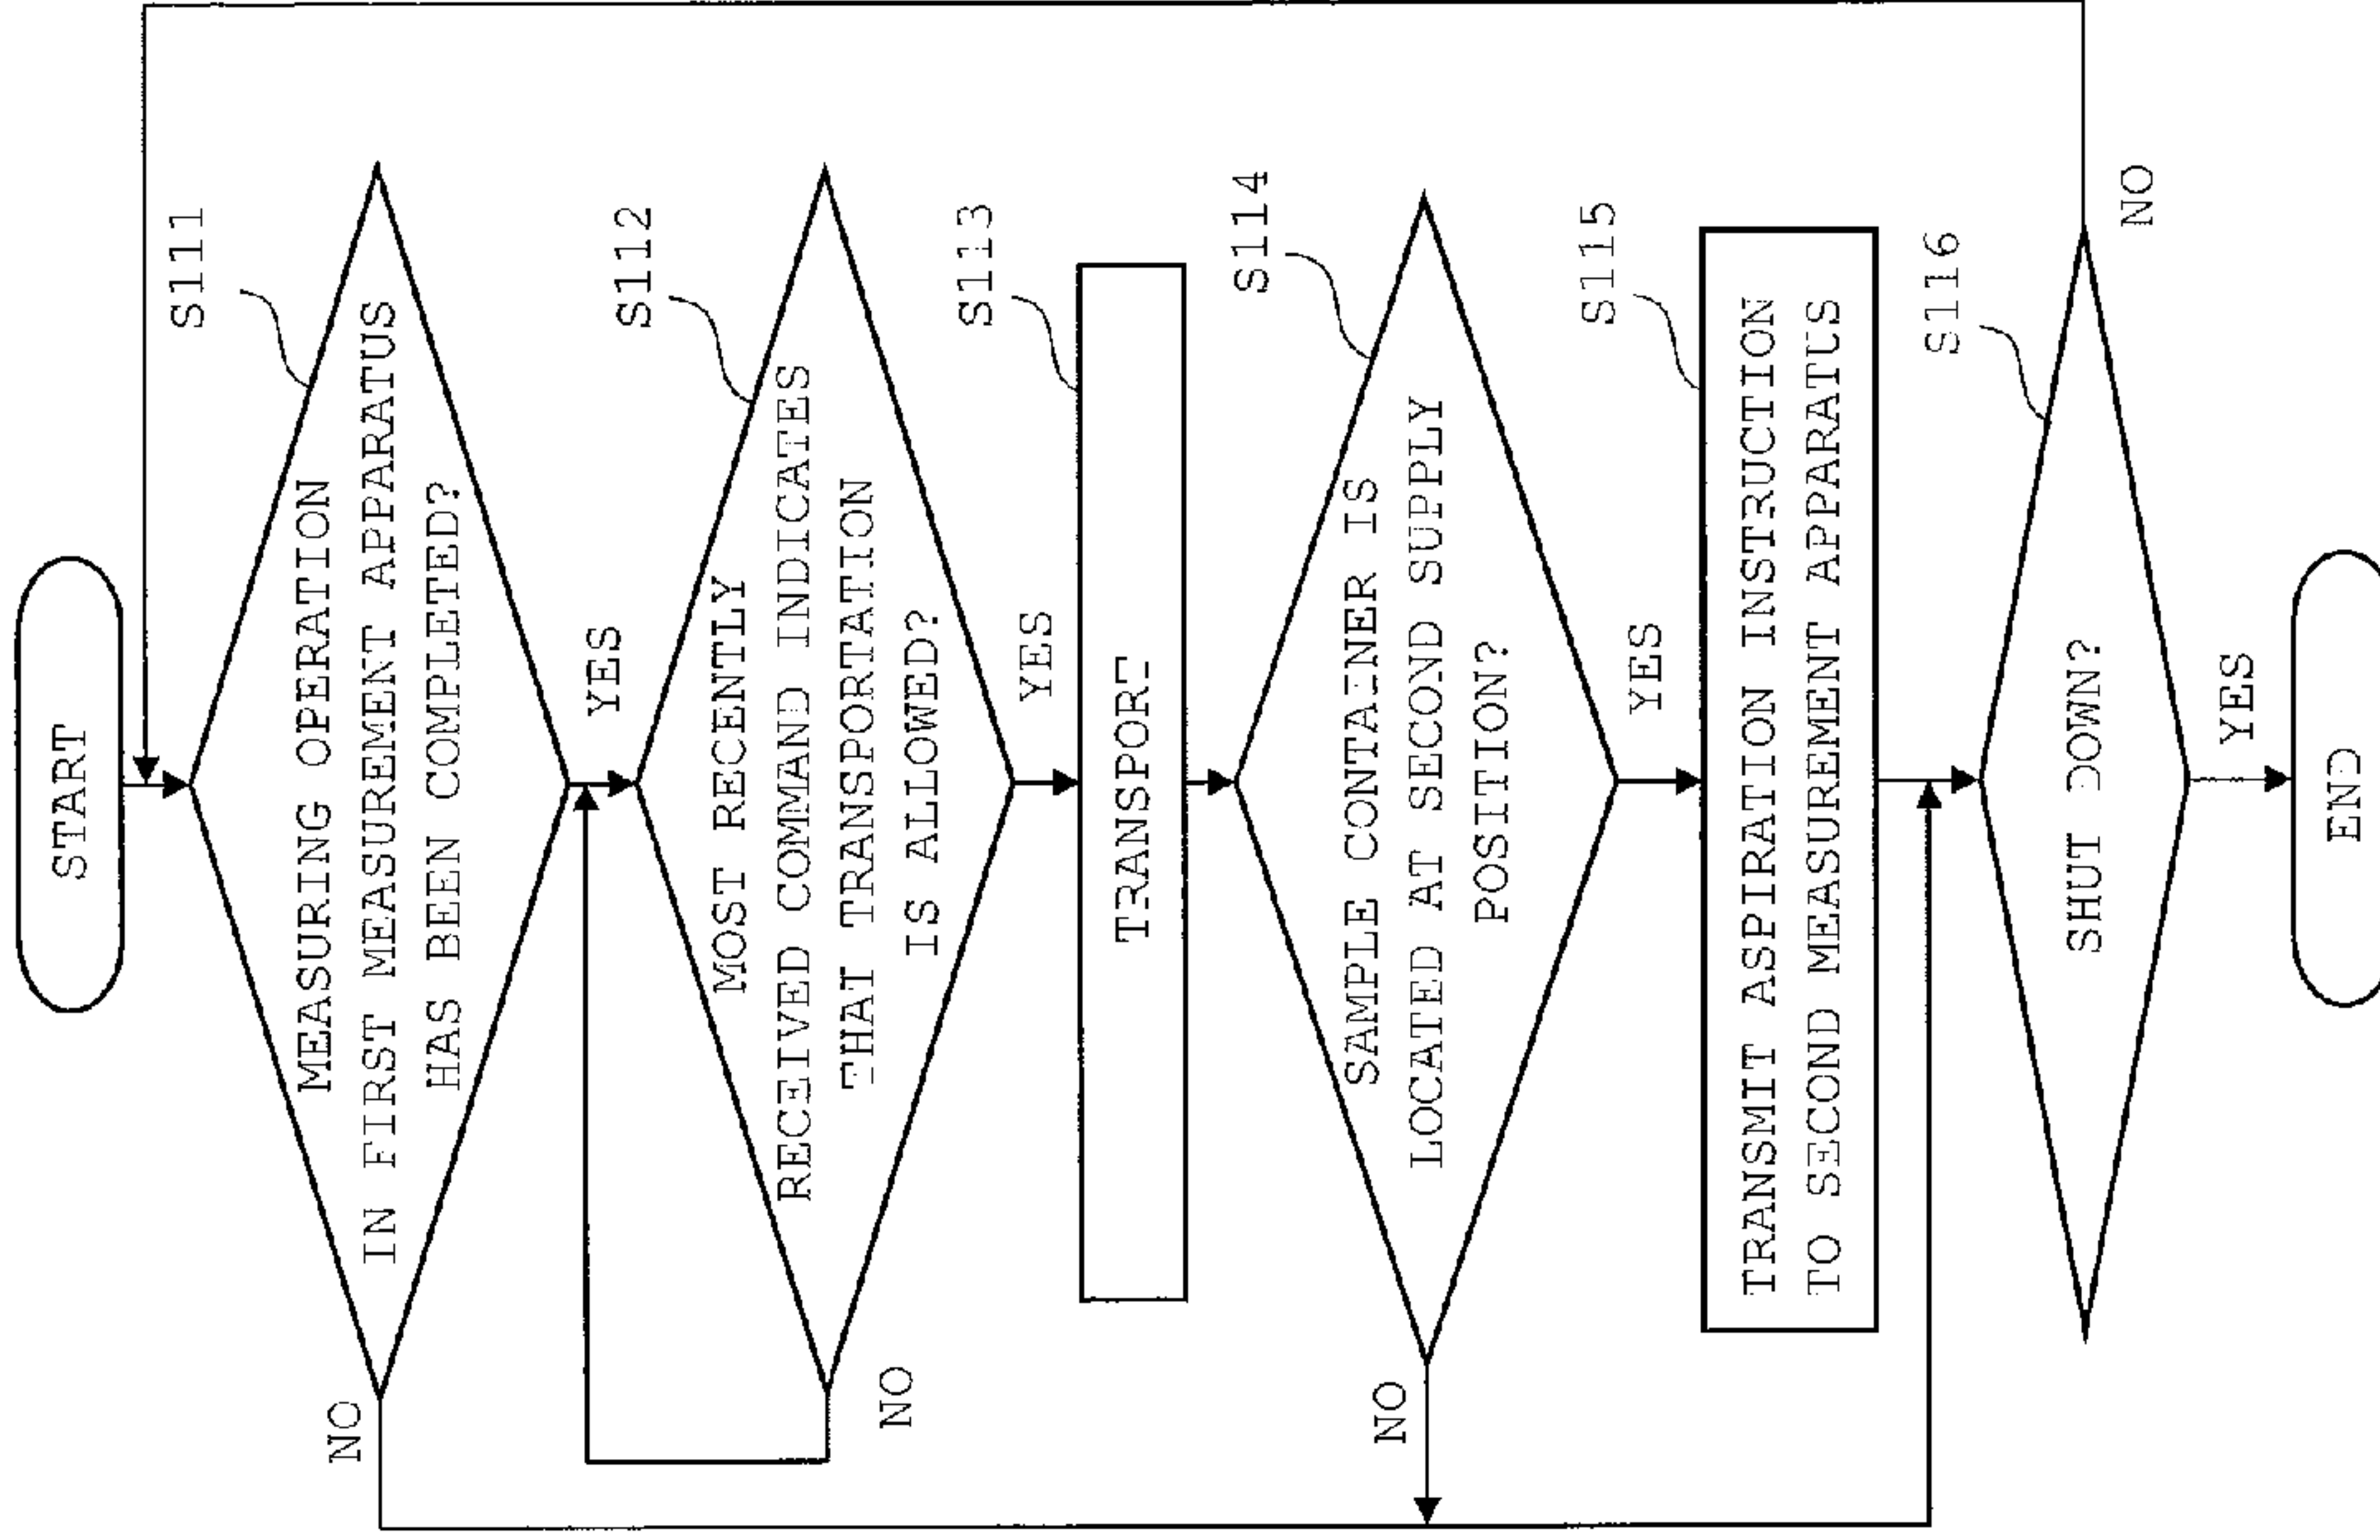 START
S111
MEASURING OPERATION
IN FIRST MEASUREMENT APPARATUS
HAS BEEN COMPLETED?
NO
YES
S112
MOST RECENTLY
RECEIVED COMMAND INDICATES
THAT TRANSPORTATION
IS ALLOWED?
NO
YES
S113
TRANSPORT
S114
SAMPLE CONTAINER IS
LOCATED AT SECOND SUPPLY
POSITION?
NO
YES
S115
TRANSMIT ASPIRATION INSTRUCTION
TO SECOND MEASUREMENT APPARATUS
S116
SHUT DOWN?
NO
YES
END